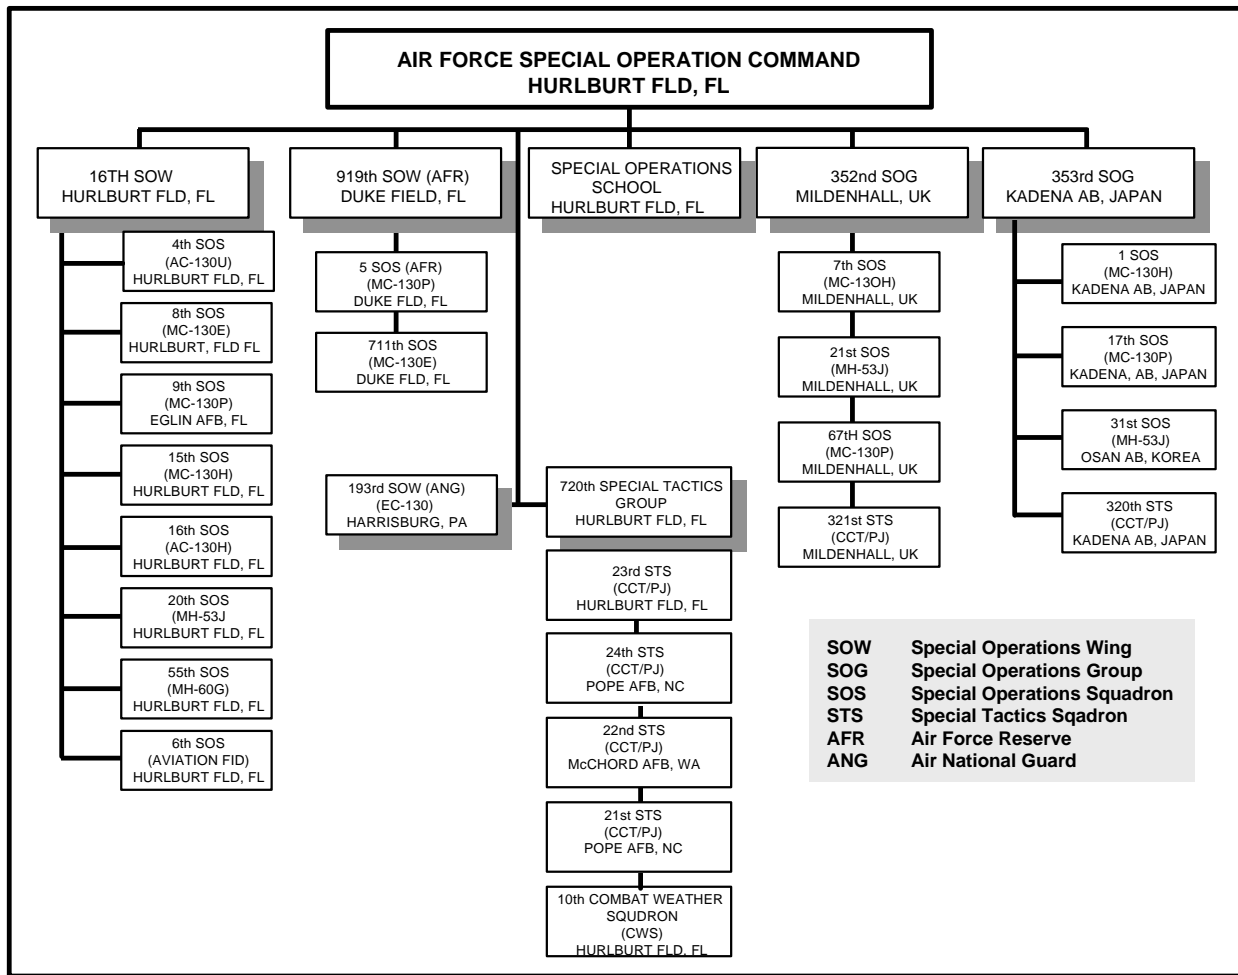 AIR FORCE SPECIAL OPERATION COMMAND
HURLBURT FLD, FL
16TH SOW
HURLBURT FLD, FL
919th SOW (AFR)
DUKE FIELD, FL
SPECIAL OPERATIONS
SCHOOL
HURLBURT FLD, FL
352nd SOG
MILDENHALL, UK
353rd SOG
KADENA AB, JAPAN
4th SOS
(AC-130U)
HURLBURT FLD, FL
8th SOS
(MC-130E)
HURLBURT, FLD FL
9th SOS
(MC-130P)
EGLIN AFB, FL
15th SOS
(MC-130H)
HURLBURT FLD, FL
16th SOS
(AC-130H)
HURLBURT FLD, FL
20th SOS
(MH-53J
HURLBURT FLD, FL
55th SOS
(MH-60G)
HURLBURT FLD, FL
6th SOS
(AVIATION FID)
HURLBURT FLD, FL
5 SOS (AFR)
(MC-130P)
DUKE FLD, FL
711th SOS
(MC-130E)
DUKE FLD, FL
193rd SOW (ANG)
(EC-130)
HARRISBURG, PA
720th SPECIAL TACTICS
GROUP
HURLBURT FLD, FL
23rd STS
(CCT/PJ)
HURLBURT FLD, FL
24th STS
(CCT/PJ)
POPE AFB, NC
22nd STS
(CCT/PJ)
McCHORD AFB, WA
21st STS
(CCT/PJ)
POPE AFB, NC
10th COMBAT WEATHER
SQUDRON
(CWS)
HURLBURT FLD, FL
7th SOS
(MC-13OH)
MILDENHALL, UK
21st SOS
(MH-53J)
MILDENHALL, UK
67TH SOS
(MC-130P)
MILDENHALL, UK
321st STS
(CCT/PJ)
MILDENHALL, UK
1 SOS
(MC-130H)
KADENA AB, JAPAN
17th SOS
(MC-130P)
KADENA, AB, JAPAN
31st SOS
(MH-53J)
OSAN AB, KOREA
320th STS
(CCT/PJ)
KADENA AB, JAPAN
SOW Special Operations Wing
SOG Special Operations Group
SOS Special Operations Squadron
STS Special Tactics Sqadron
AFR Air Force Reserve
ANG Air National Guard